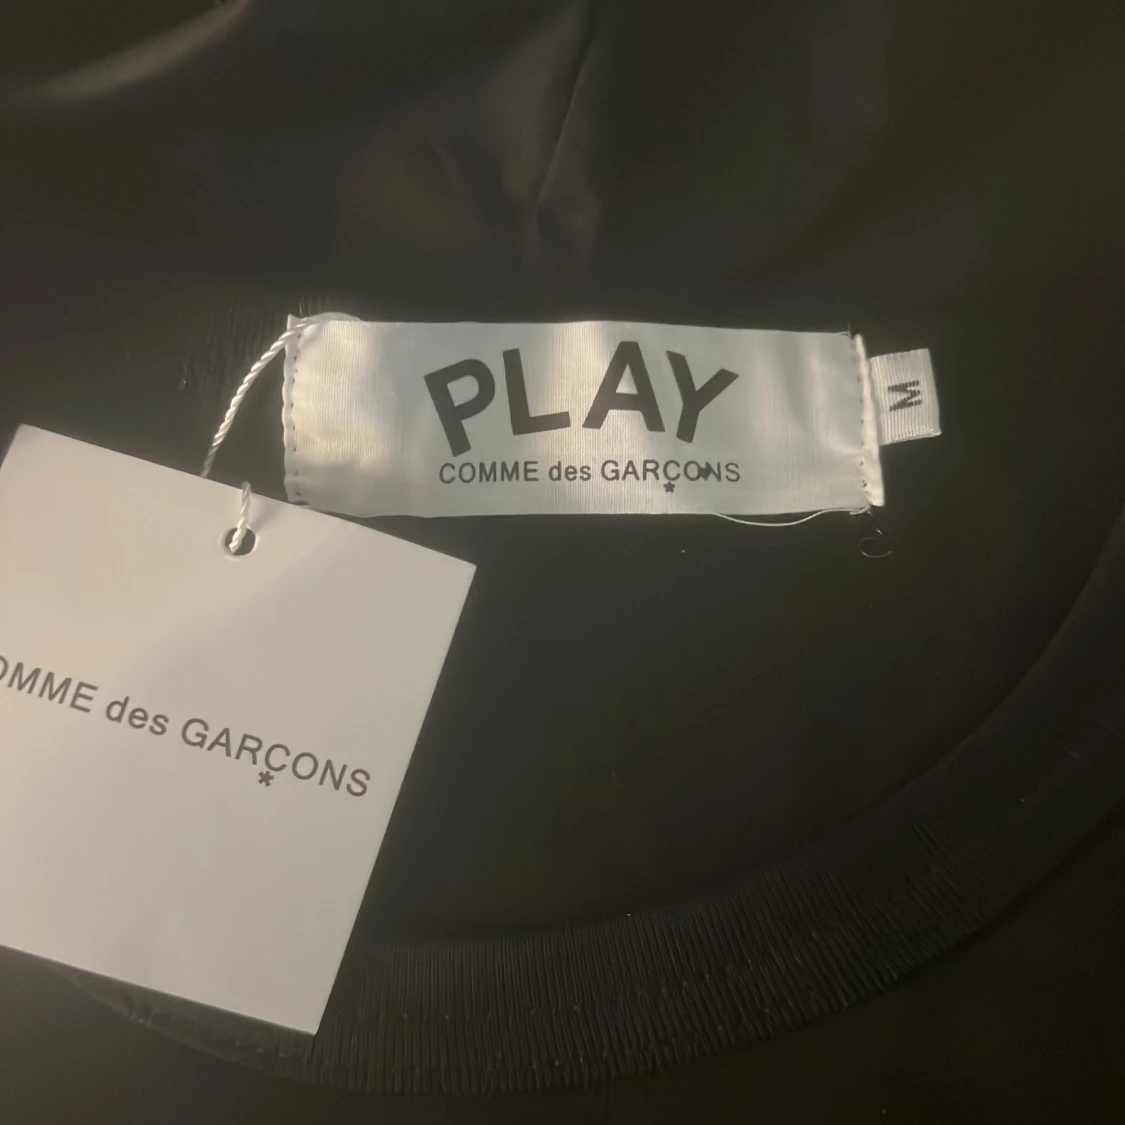 PLAY
COMME des GARÇONS
*
M
OMME des GARÇONS
*